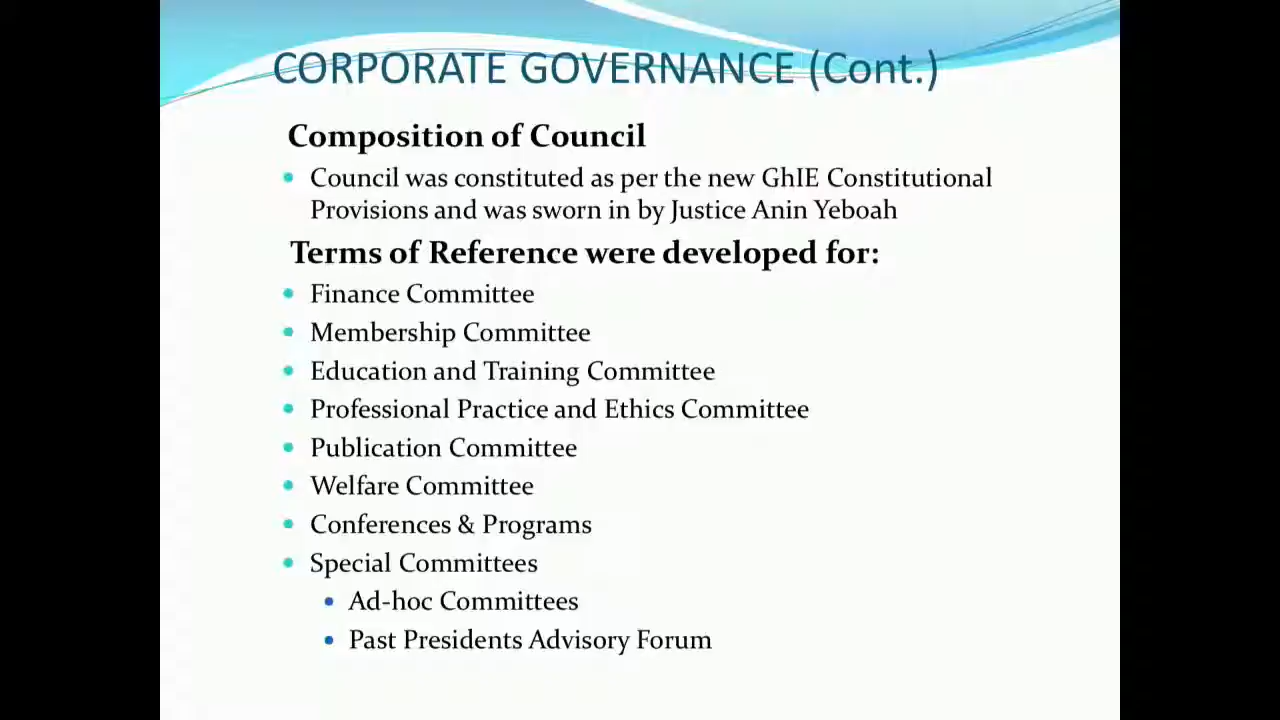 CORPORATE GOVERNANCE (Cont.)
Composition of Council
• Council was constituted as per the new GhIE Constitutional
Provisions and was sworn in by Justice Anin Yeboah
Terms of Reference were developed for:
• Finance Committee
• Membership Committee
• Education and Training Committee
• Professional Practice and Ethics Committee
• Publication Committee
• Welfare Committee
• Conferences & Programs
• Special Committees
• Ad-hoc Committees
• Past Presidents Advisory Forum